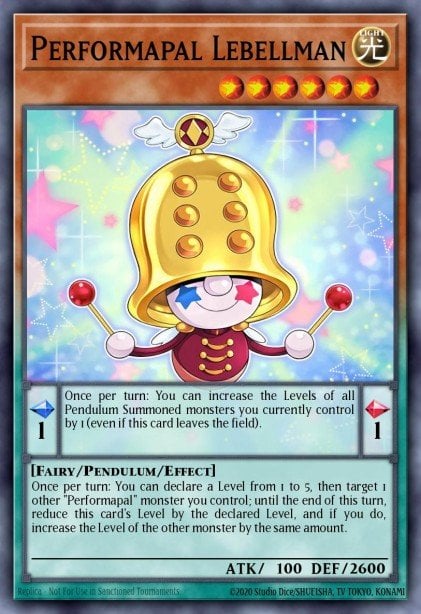 PERFORMAPAL LEBELLMAN
LIGHT
光
Once per turn: You can increase the Levels of all
Pendulum Summoned monsters you currently control
by 1 (even if this card leaves the field).
1
1
[FAIRY/PENDULUM/EFFECT]
Once per turn: You can declare a Level from 1 to 5, then target 1
other "Performapal" monster you control; until the end of this turn,
reduce this card's Level by the declared Level, and if you do,
increase the Level of the other monster by the same amount.
ATK/ 100 DEF/2600
Replica - Not For Use in Sanctioned Tournaments
©2020 Studio Dice/SHUEISHA, TV TOKYO, KONAMI